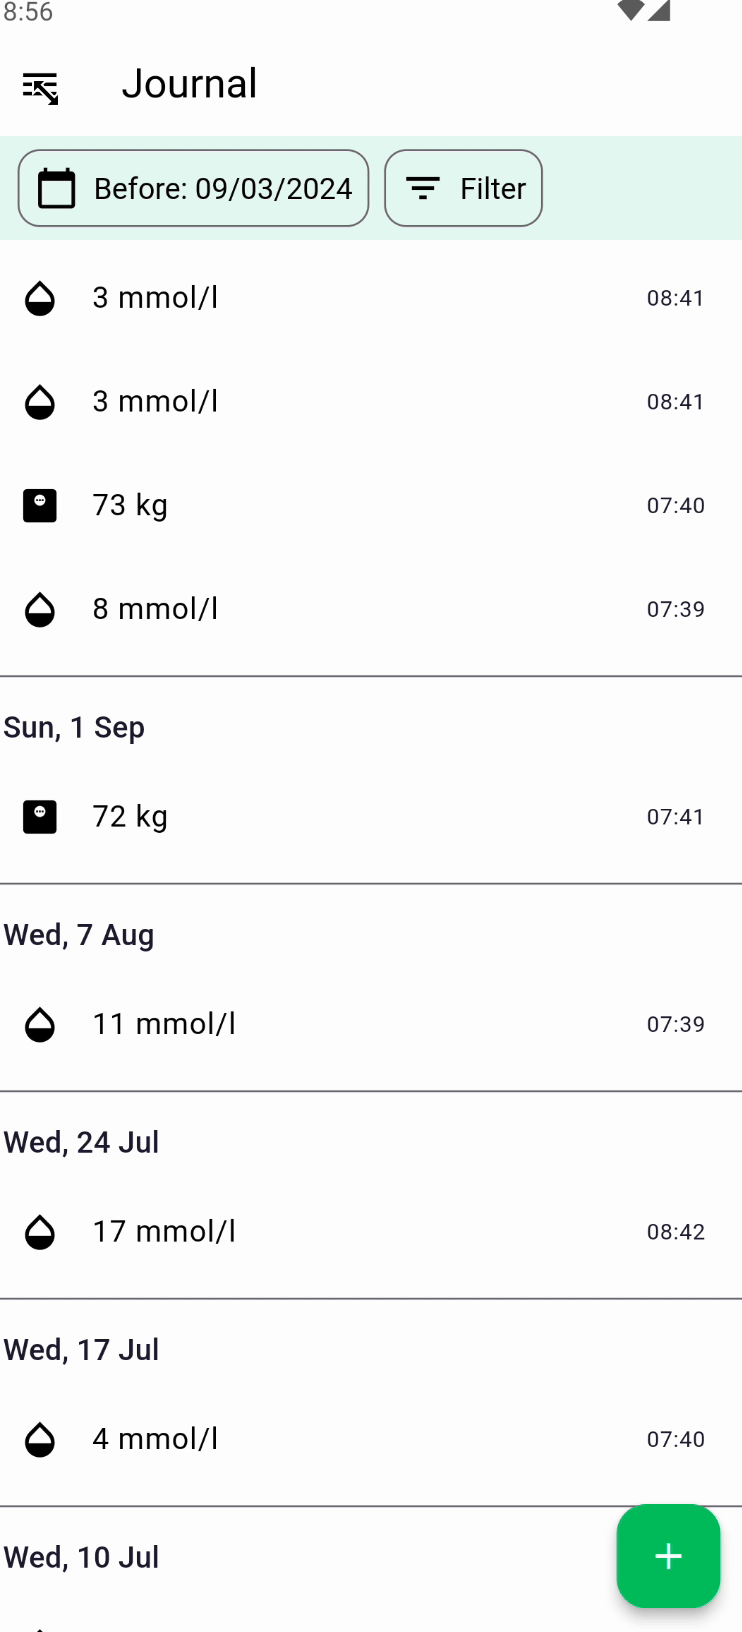 8:56
Journal
Before: 09/03/2024 Filter
3 mmol/l 08:41
3 mmol/l 08:41
73 kg 07:40
8 mmol/l 07:39
Sun, 1 Sep
72 kg 07:41
Wed, 7 Aug
11 mmol/l 07:39
Wed, 24 Jul
17 mmol/l 08:42
Wed, 17 Jul
4 mmol/l 07:40
Wed, 10 Jul